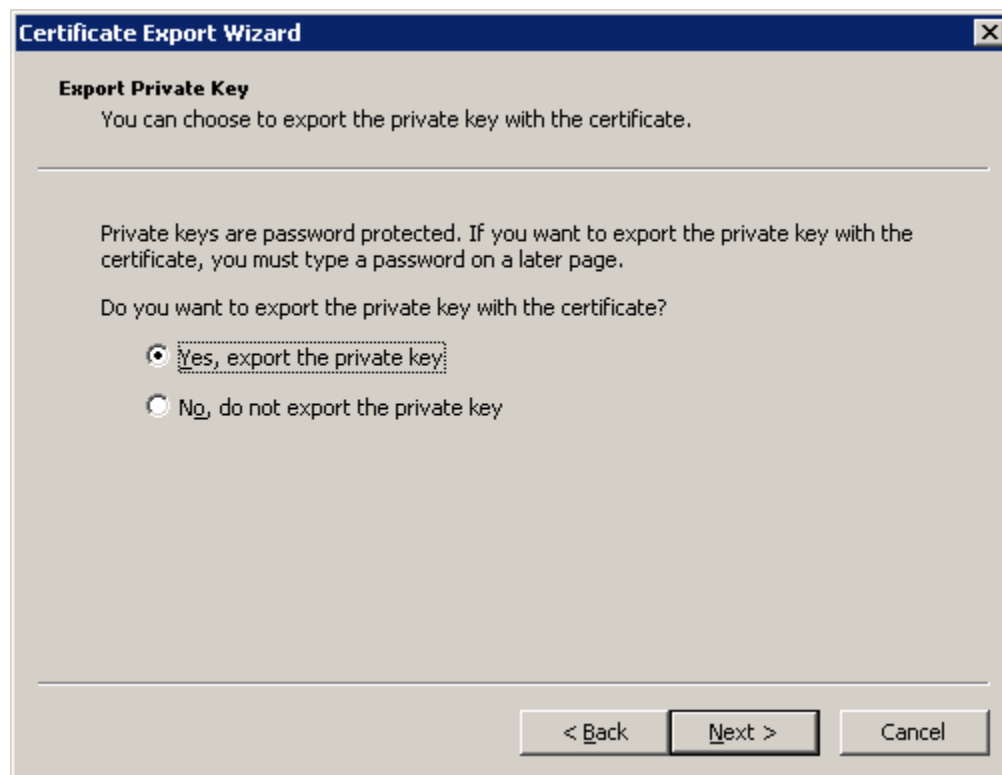 Certificate Export Wizard
Export Private Key
You can choose to export the private key with the certificate.
Private keys are password protected. If you want to export the private key with the
certificate, you must type a password on a later page.
Do you want to export the private key with the certificate?
Yes, export the private key
No, do not export the private key
< Back
Next >
Cancel